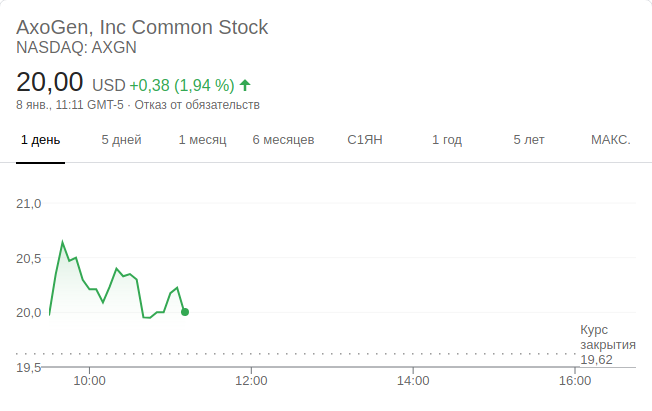 AxoGen, Inc Common Stock
NASDAQ: AXGN
20,00 USD +0,38 (1,94 %)
8 янв., 11:11 GMT-5 · Отказ от обязательств
1 день 5 дней 1 месяц 6 месяцев С1ЯН 1 год 5 лет МАКС.
21,0
20,5
20,0
Курс
закрытия
19,62
19,5
10:00 12:00 14:00 16:00